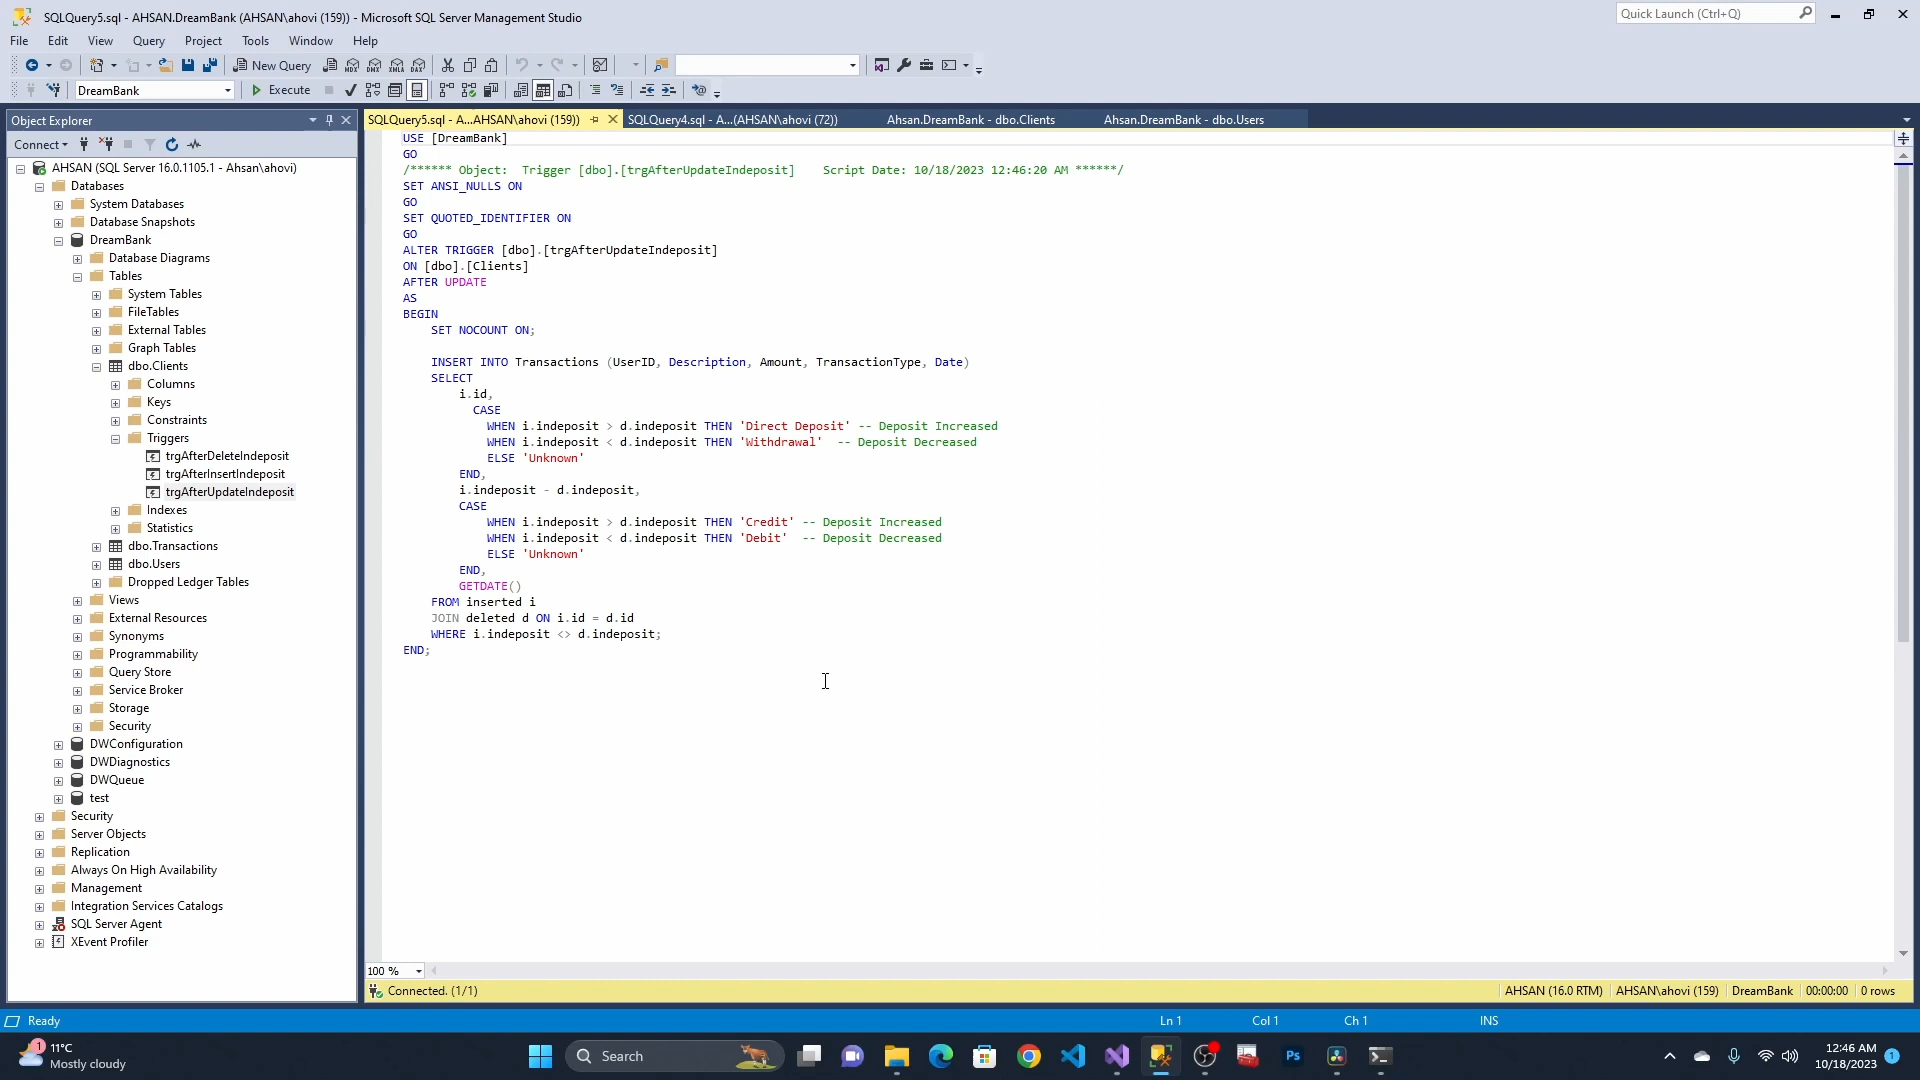 SQLQuery5.sql - AHSAN.DreamBank (AHSAN\ahovi (159)) - Microsoft SQL Server Management Studio
Quick Launch (Ctrl+Q)
File Edit View Query Project Tools Window Help
New Query
DreamBank
Execute
Object Explorer
Connect
AHSAN (SQL Server 16.0.1105.1 - Ahsan\ahovi)
Databases
System Databases
Database Snapshots
DreamBank
Database Diagrams
Tables
System Tables
FileTables
External Tables
Graph Tables
dbo.Clients
Columns
Keys
Constraints
Triggers
trgAfterDeleteIndeposit
trgAfterInsertIndeposit
trgAfterUpdateIndeposit
Indexes
Statistics
dbo.Transactions
dbo.Users
Dropped Ledger Tables
Views
External Resources
Synonyms
Programmability
Query Store
Service Broker
Storage
Security
DWConfiguration
DWDiagnostics
DWQueue
test
Security
Server Objects
Replication
Always On High Availability
Management
Integration Services Catalogs
SQL Server Agent
XEvent Profiler
SQLQuery5.sql - A...AHSAN\ahovi (159)) SQLQuery4.sql - A...(AHSAN\ahovi (72)) Ahsan.DreamBank - dbo.Clients Ahsan.DreamBank - dbo.Users
USE [DreamBank]
GO
/****** Object: Trigger [dbo].[trgAfterUpdateIndeposit] Script Date: 10/18/2023 12:46:20 AM ******/
SET ANSI_NULLS ON
GO
SET QUOTED_IDENTIFIER ON
GO
ALTER TRIGGER [dbo].[trgAfterUpdateIndeposit]
ON [dbo].[Clients]
AFTER UPDATE
AS
BEGIN
SET NOCOUNT ON;
INSERT INTO Transactions (UserID, Description, Amount, TransactionType, Date)
SELECT
i.id,
CASE
WHEN i.indeposit > d.indeposit THEN 'Direct Deposit' -- Deposit Increased
WHEN i.indeposit < d.indeposit THEN 'Withdrawal' -- Deposit Decreased
ELSE 'Unknown'
END,
i.indeposit - d.indeposit,
CASE
WHEN i.indeposit > d.indeposit THEN 'Credit' -- Deposit Increased
WHEN i.indeposit < d.indeposit THEN 'Debit' -- Deposit Decreased
ELSE 'Unknown'
END,
GETDATE()
FROM inserted i
JOIN deleted d ON i.id = d.id
WHERE i.indeposit <> d.indeposit;
END;
100 %
Connected. (1/1) AHSAN (16.0 RTM) AHSAN\ahovi (159) DreamBank 00:00:00 0 rows
Ready Ln 1 Col 1 Ch 1 INS
1
11°C
Mostly cloudy
Search
Ps
12:46 AM
10/18/2023
1